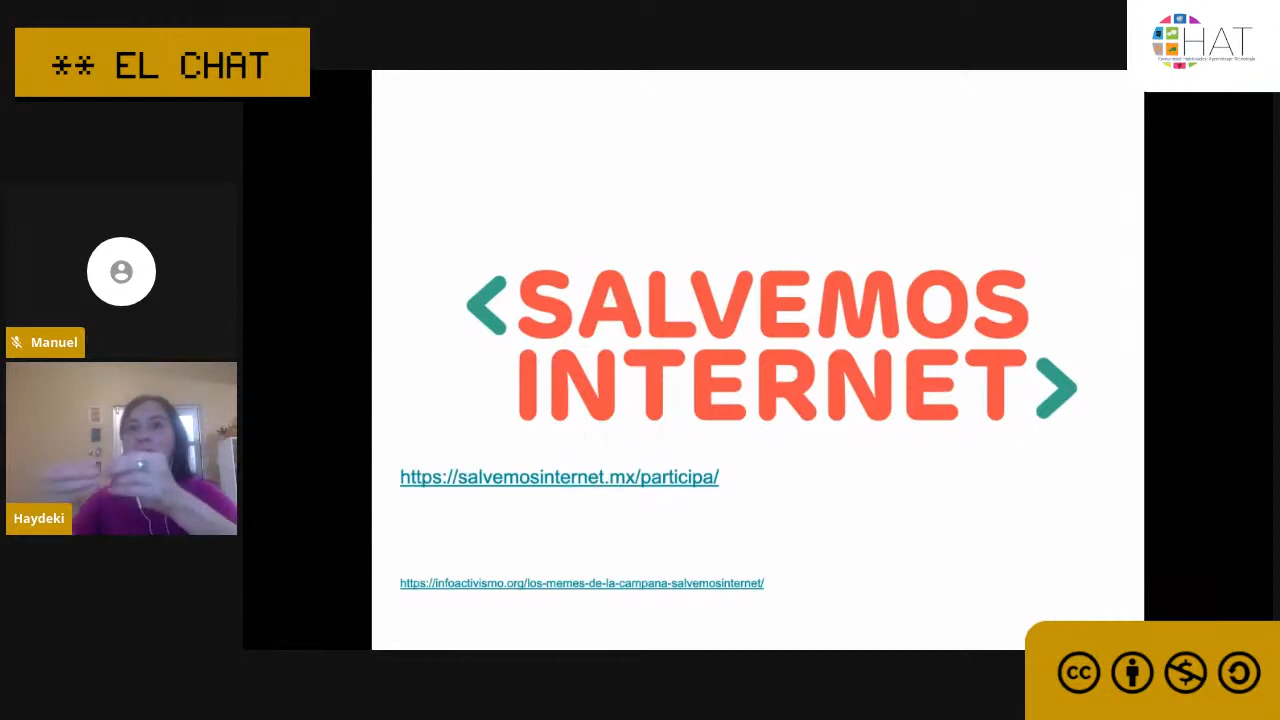 ** EL CHAT
HAT
Manuel
Haydeki
<SALVEMOS
INTERNET>
https://salvemosinternet.mx/participa/
https://infoactivismo.org/los-memes-de-la-campana-salvemosinternet/
cc